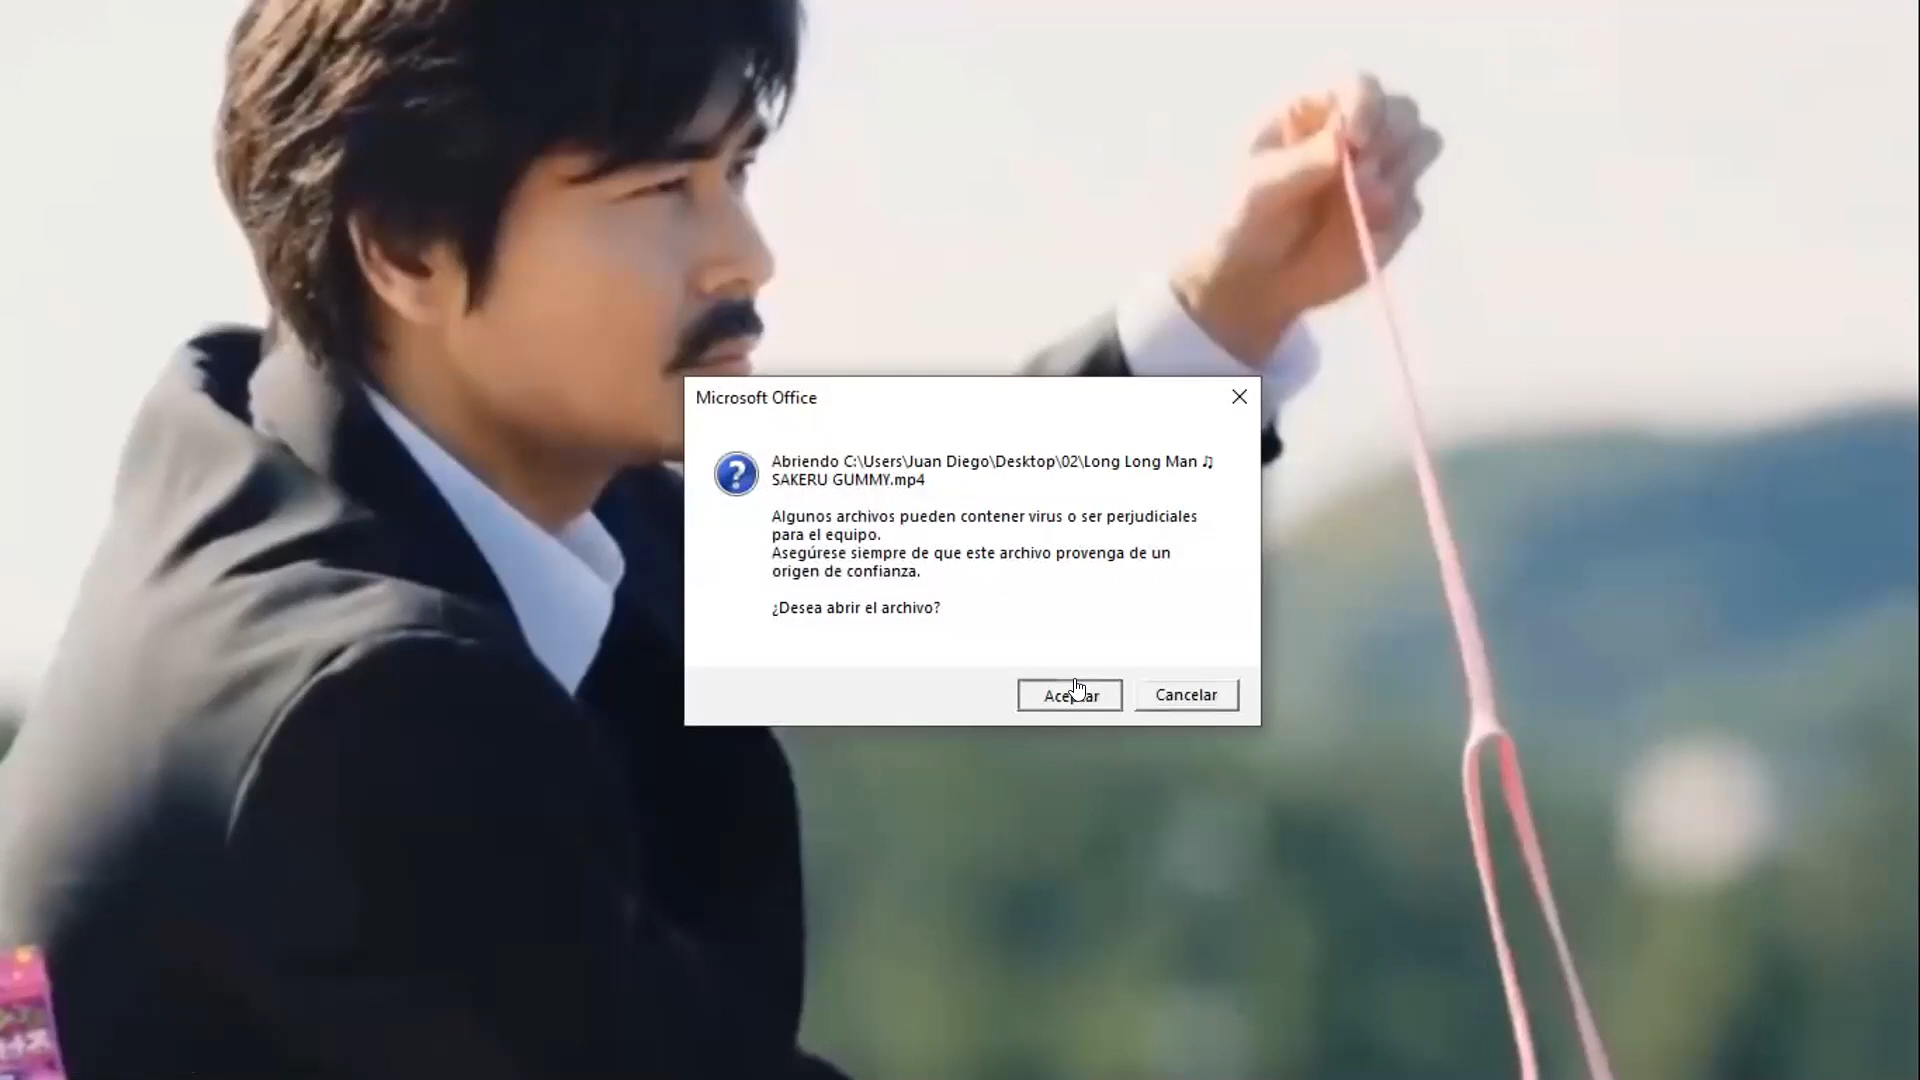 Microsoft Office
Abriendo C:\Users\Juan Diego\Desktop\02\Long Long Man ♫
SAKERU GUMMY.mp4
Algunos archivos pueden contener virus o ser perjudiciales
para el equipo.
Asegúrese siempre de que este archivo provenga de un
origen de confianza.
¿Desea abrir el archivo?
Cancelar